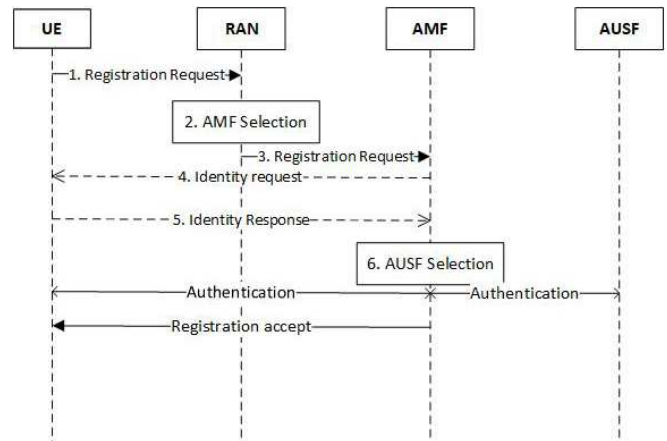 UE
RAN
AMF
AUSF
1. Registration Request
2. AMF Selection
3. Registration Request
4. Identity request
5. Identity Response
6. AUSF Selection
Authentication
Authentication
Registration accept